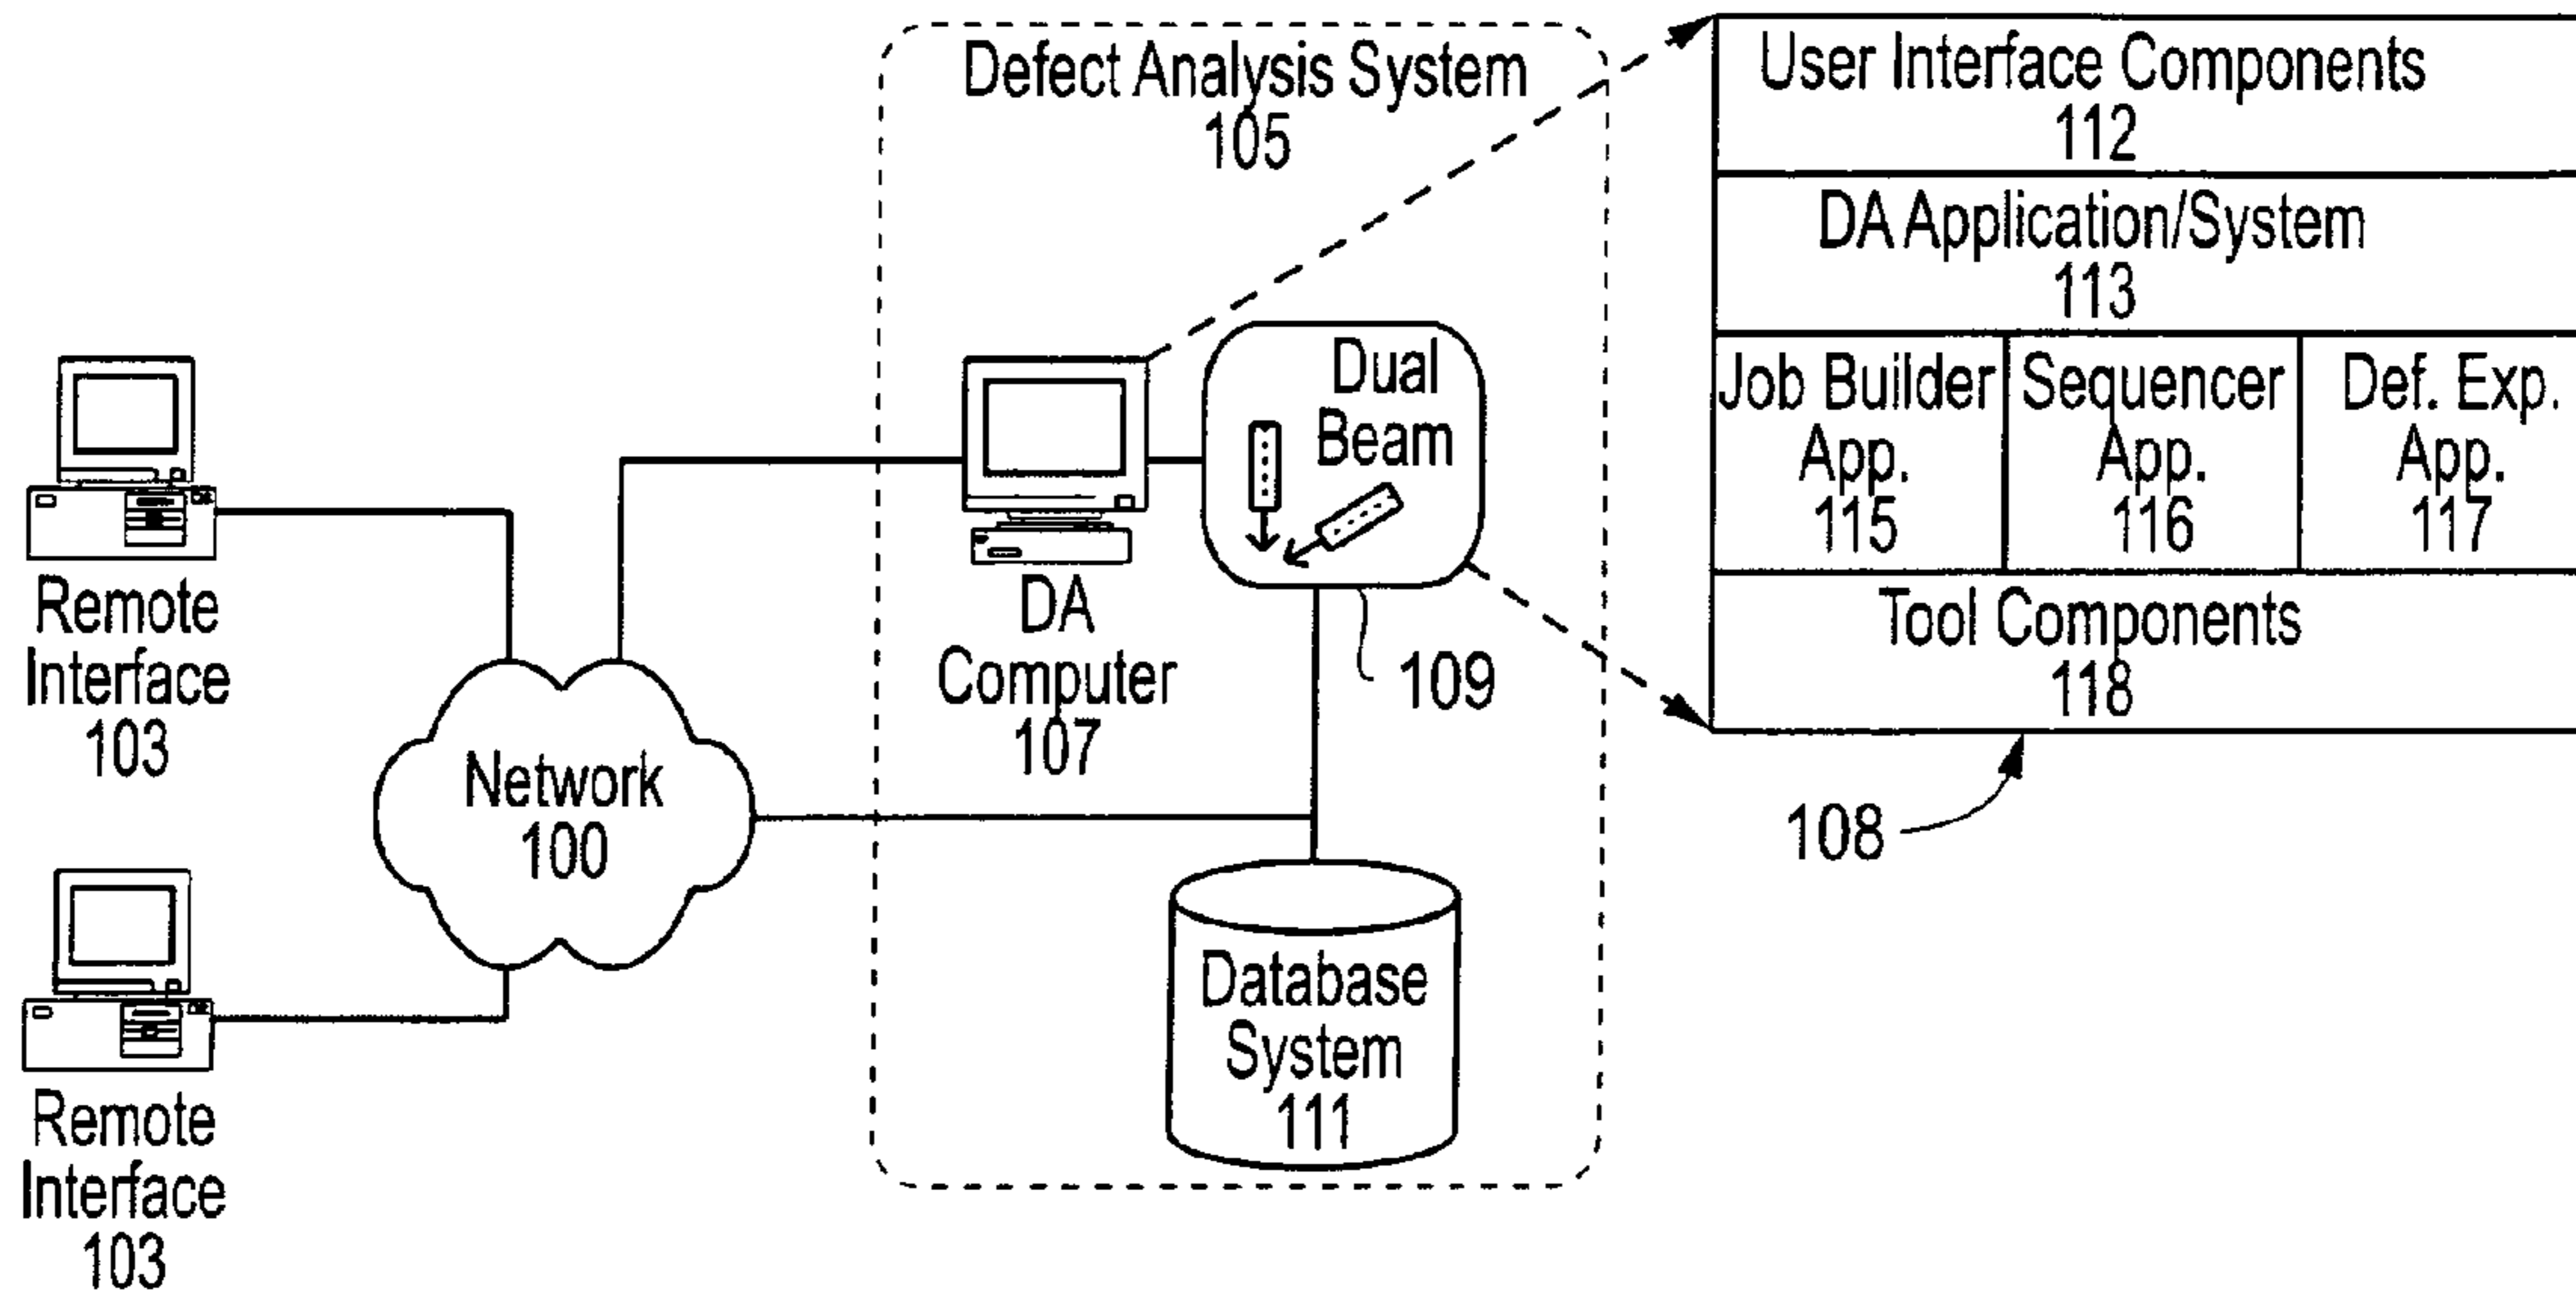 Defect Analysis System
105
User Interface Components
112
DA Application/System
113
Job Builder
App.
115
Sequencer
App.
116
Def. Exp.
App.
117
Tool Components
118
108
Dual
Beam
109
DA
Computer
107
Remote
Interface
103
Network
100
Database
System
111
Remote
Interface
103